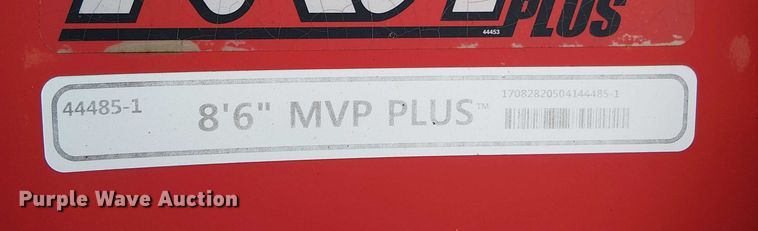 PLUS
44453
44485-1
8'6" MVP PLUS™
17082820504144485-1
Purple Wave Auction